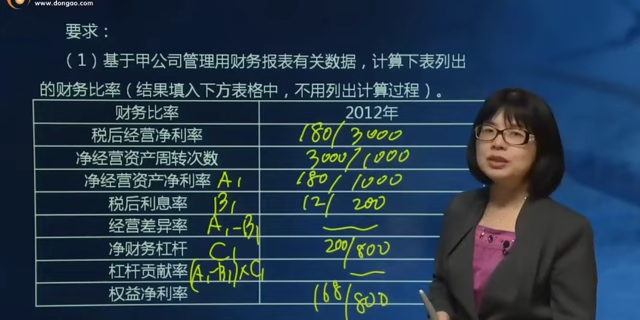 www.dongao.com
要求：
（1）基于甲公司管理用财务报表有关数据，计算下表列出
的财务比率（结果填入下方表格中，不用列出计算过程）。
财务比率 2012年
税后经营净利率 180/3000
净经营资产周转次数 3000/1000
净经营资产净利率 A₁ 180/1000
税后利息率 B₁ 12/200
经营差异率 A₁-B₁
净财务杠杆 C₁ 200/800
杠杆贡献率 (A₁-B₁)×C₁
权益净利率 168/800